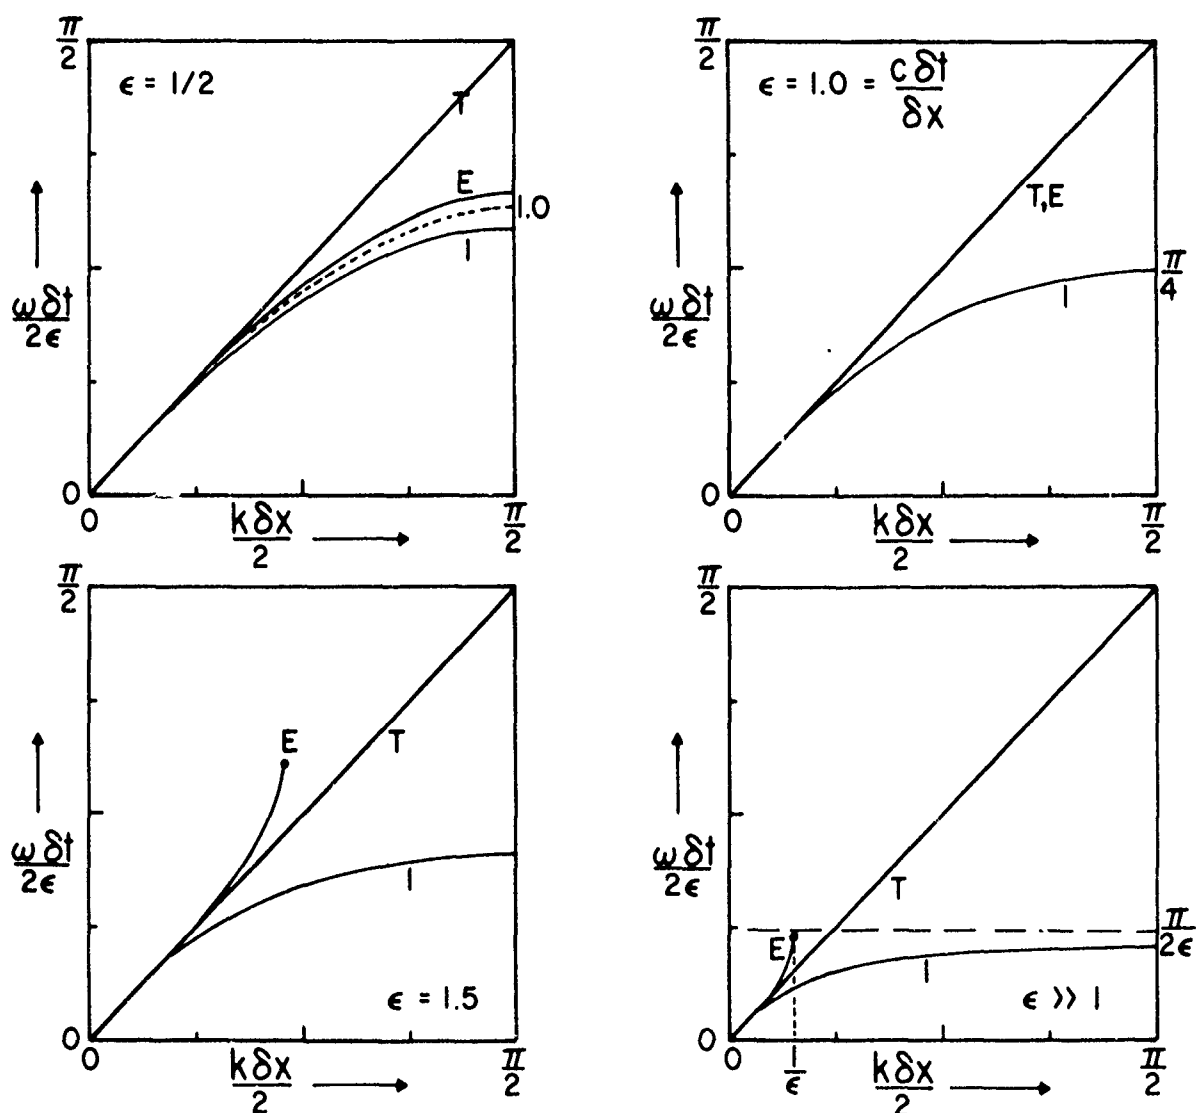 π/2
ϵ = 1/2
T
E
1.0
I
ωδt/2ϵ
0
0
kδx/2
π/2
π/2
ϵ = 1.0 = cδt/δx
T,E
π/4
I
ωδt/2ϵ
0
0
kδx/2
π/2
π/2
E
T
ωδt/2ϵ
I
ϵ = 1.5
0
0
kδx/2
π/2
π/2
ωδt/2ϵ
T
π/2ϵ
E
I
ϵ >> 1
0
0
1/ϵ
kδx/2
π/2